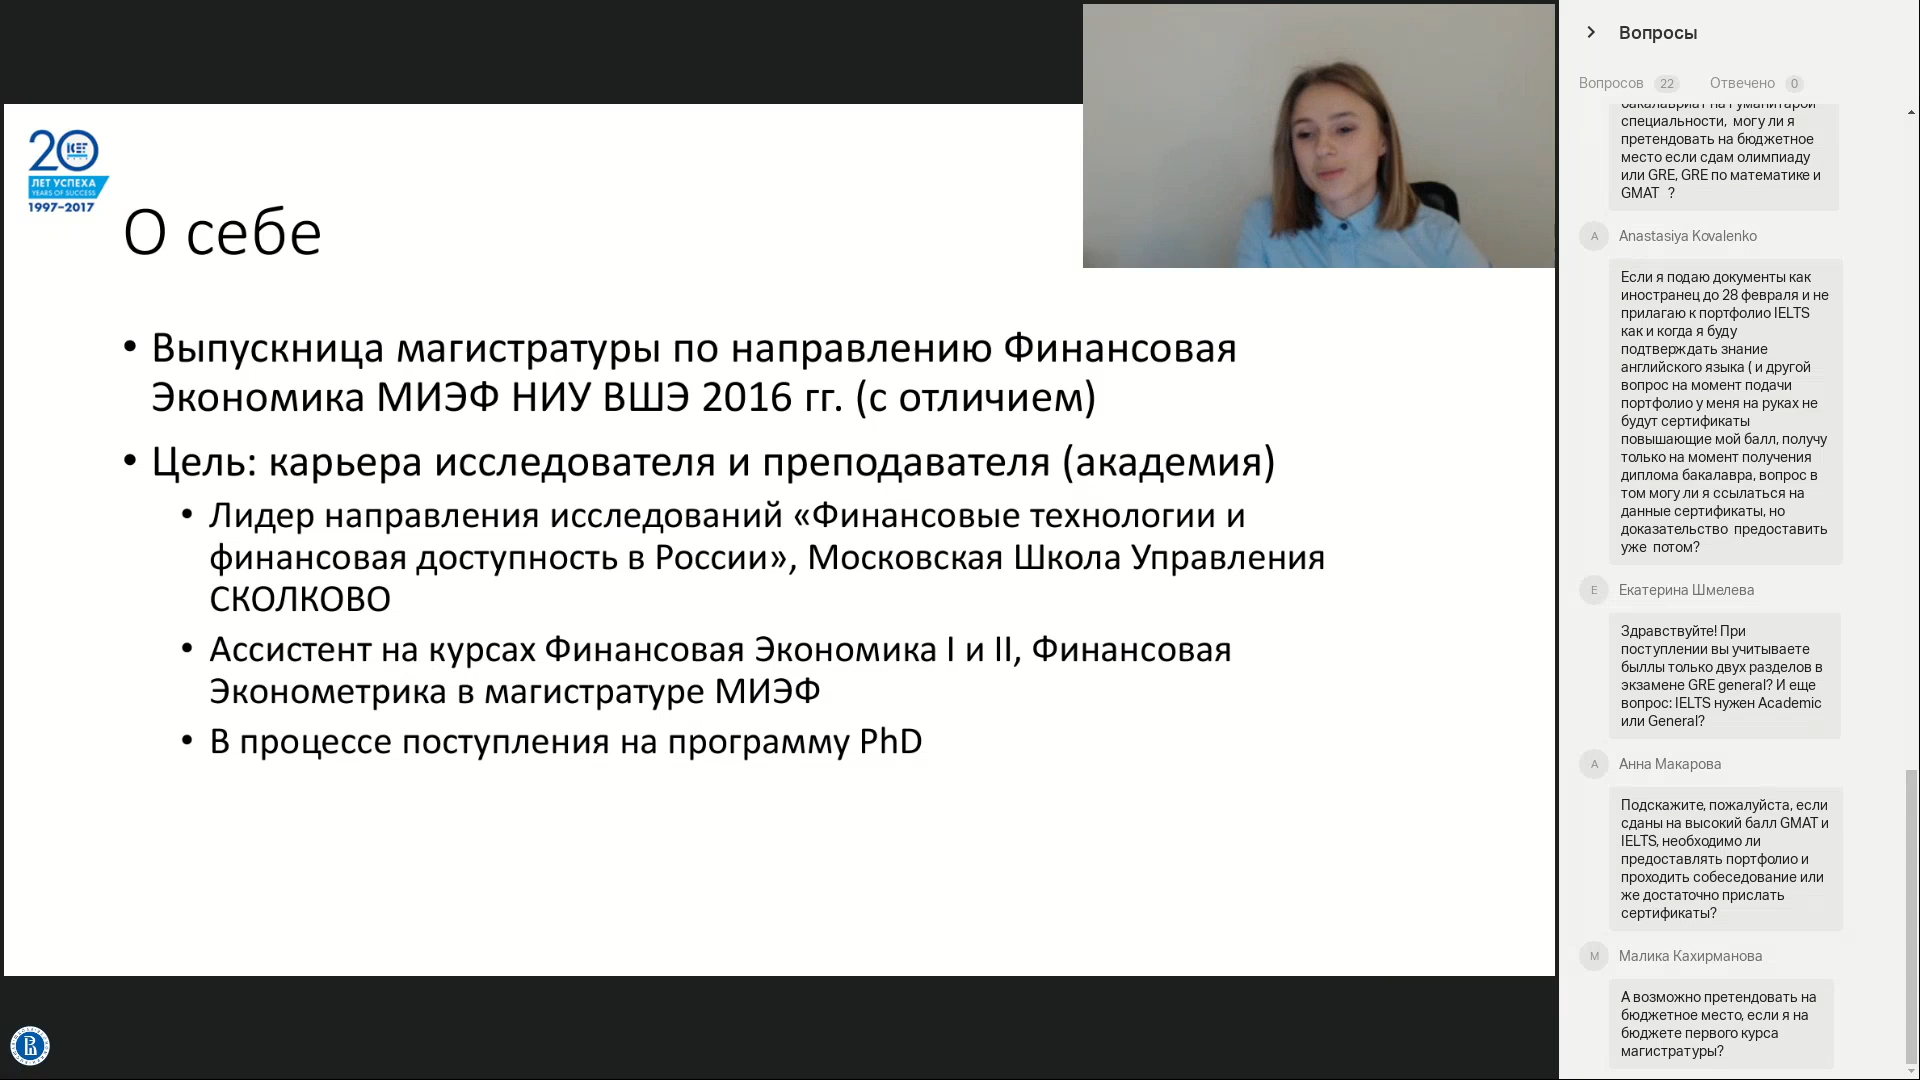 20
ЛЕТ УСПЕХА
YEARS OF SUCCESS
1997–2017
О себе
• Выпускница магистратуры по направлению Финансовая
Экономика МИЭФ НИУ ВШЭ 2016 гг. (с отличием)
• Цель: карьера исследователя и преподавателя (академия)
• Лидер направления исследований «Финансовые технологии и
финансовая доступность в России», Московская Школа Управления
СКОЛКОВО
• Ассистент на курсах Финансовая Экономика I и II, Финансовая
Эконометрика в магистратуре МИЭФ
• В процессе поступления на программу PhD
Вопросы
Вопросов 22 Отвечено 0
бакалавриат на гуманитарой
специальности, могу ли я
претендовать на бюджетное
место если сдам олимпиаду
или GRE, GRE по математике и
GMAT ?
A Anastasiya Kovalenko
Если я подаю документы как
иностранец до 28 февраля и не
прилагаю к портфолио IELTS
как и когда я буду
подтверждать знание
английского языка ( и другой
вопрос на момент подачи
портфолио у меня на руках не
будут сертификаты
повышающие мой балл, получу
только на момент получения
диплома бакалавра, вопрос в
том могу ли я ссылаться на
данные сертификаты, но
доказательство предоставить
уже потом?
Е Екатерина Шмелева
Здравствуйте! При
поступлении вы учитываете
быллы только двух разделов в
экзамене GRE general? И еще
вопрос: IELTS нужен Academic
или General?
А Анна Макарова
Подскажите, пожалуйста, если
сданы на высокий балл GMAT и
IELTS, необходимо ли
предоставлять портфолио и
проходить собеседование или
же достаточно прислать
сертификаты?
М Малика Кахирманова
А возможно претендовать на
бюджетное место, если я на
бюджете первого курса
магистратуры?